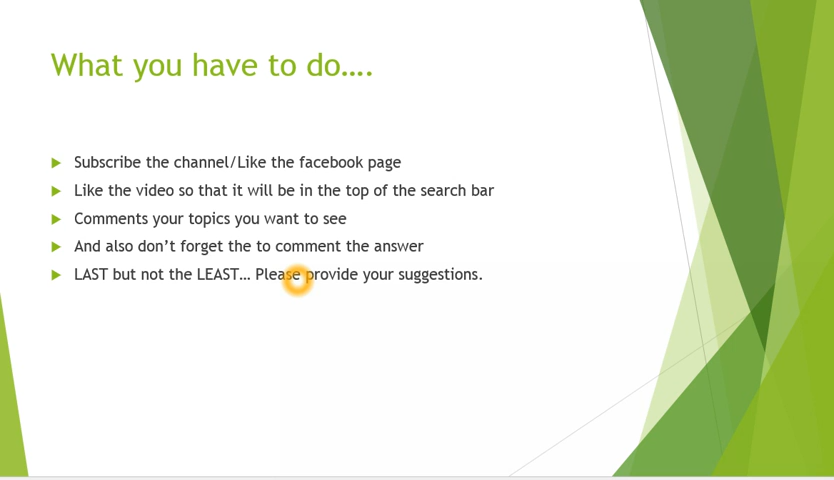 What you have to do….
Subscribe the channel/Like the facebook page
Like the video so that it will be in the top of the search bar
Comments your topics you want to see
And also don’t forget the to comment the answer
LAST but not the LEAST… Please provide your suggestions.